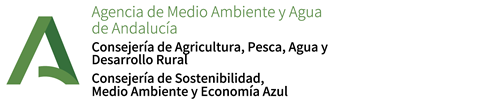 Agencia de Medio Ambiente y Agua
de Andalucía
Consejería de Agricultura, Pesca, Agua y
Desarrollo Rural
Consejería de Sostenibilidad,
Medio Ambiente y Economía Azul